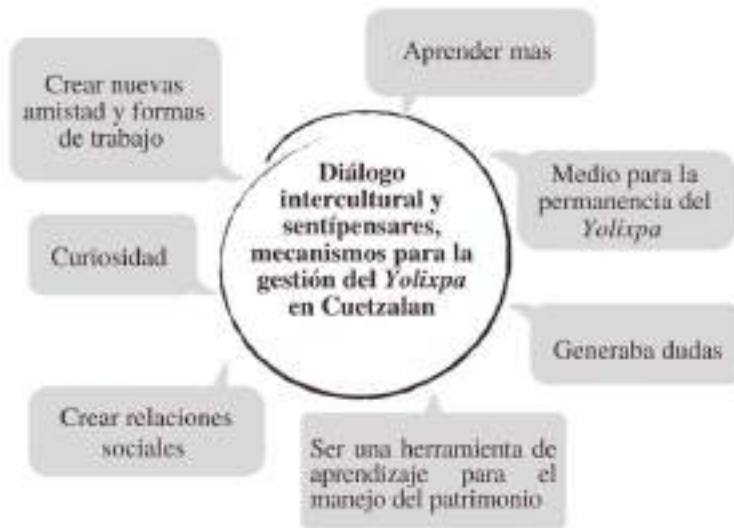 Aprender mas
Crear nuevas
amistad y formas
de trabajo
Diálogo
intercultural y
sentípensares,
mecanismos para la
gestión del Yolixpa
en Cuetzalan
Medio para la
permanencia del
Yolixpa
Curiosidad
Generaba dudas
Crear relaciones
sociales
Ser una herramienta de
aprendizaje para el
manejo del patrimonio